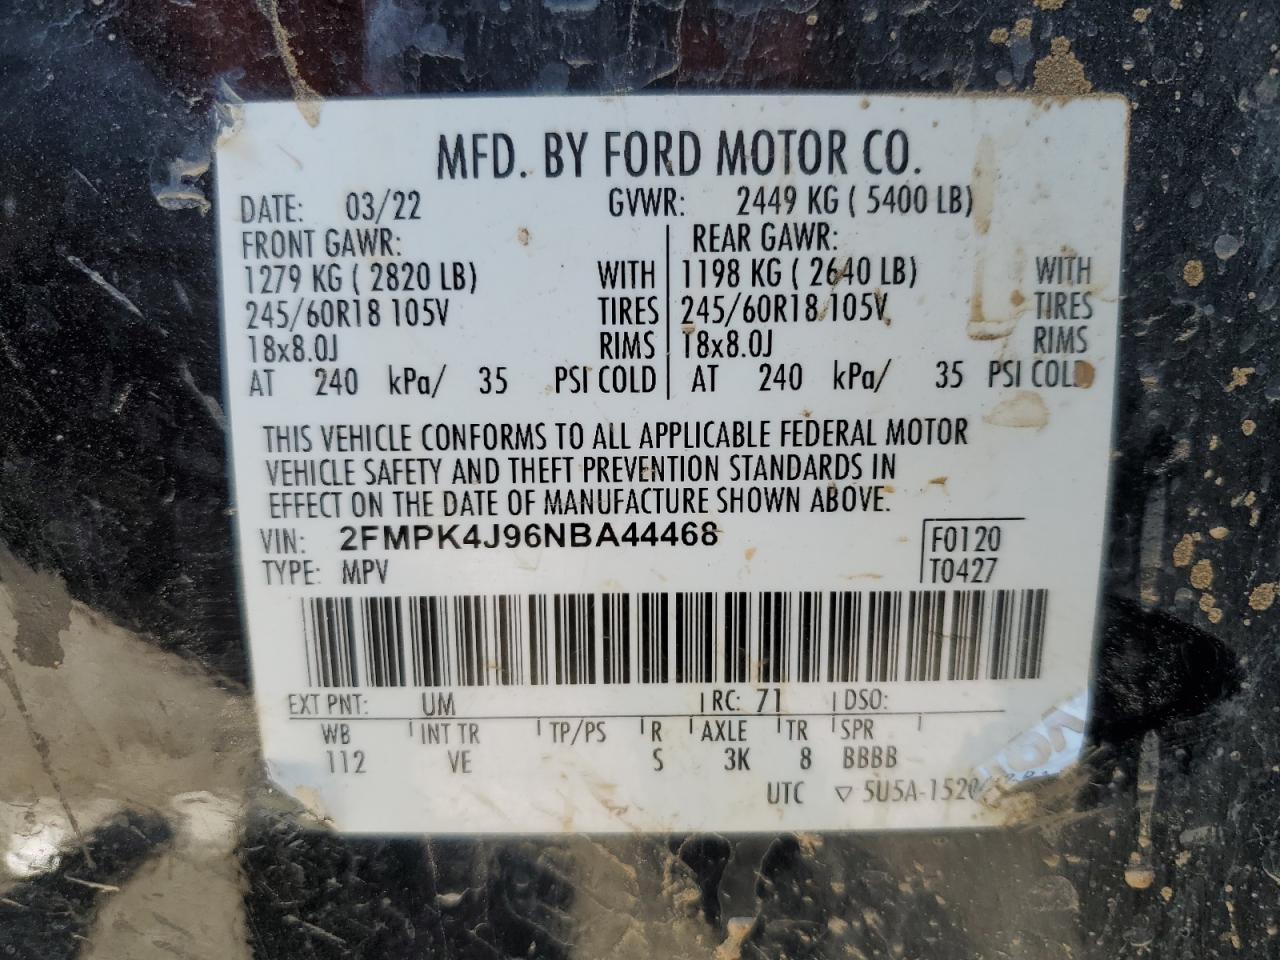 MFD. BY FORD MOTOR CO.
DATE: 03/22 GVWR: 2449 KG ( 5400 LB)
FRONT GAWR: REAR GAWR:
1279 KG ( 2820 LB) WITH 1198 KG ( 2640 LB) WITH
245/60R18 105V TIRES 245/60R18 105V TIRES
18x8.0J RIMS 18x8.0J RIMS
AT 240 kPa/ 35 PSI COLD AT 240 kPa/ 35 PSI COLD
THIS VEHICLE CONFORMS TO ALL APPLICABLE FEDERAL MOTOR
VEHICLE SAFETY AND THEFT PREVENTION STANDARDS IN
EFFECT ON THE DATE OF MANUFACTURE SHOWN ABOVE.
VIN: 2FMPK4J96NBA44468 F0120
TYPE: MPV T0427
EXT PNT: UM RC: 71 DSO:
WB INT TR TP/PS R AXLE TR SPR
112 VE S 3K 8 BBBB
UTC ▽ 5U5A-1520